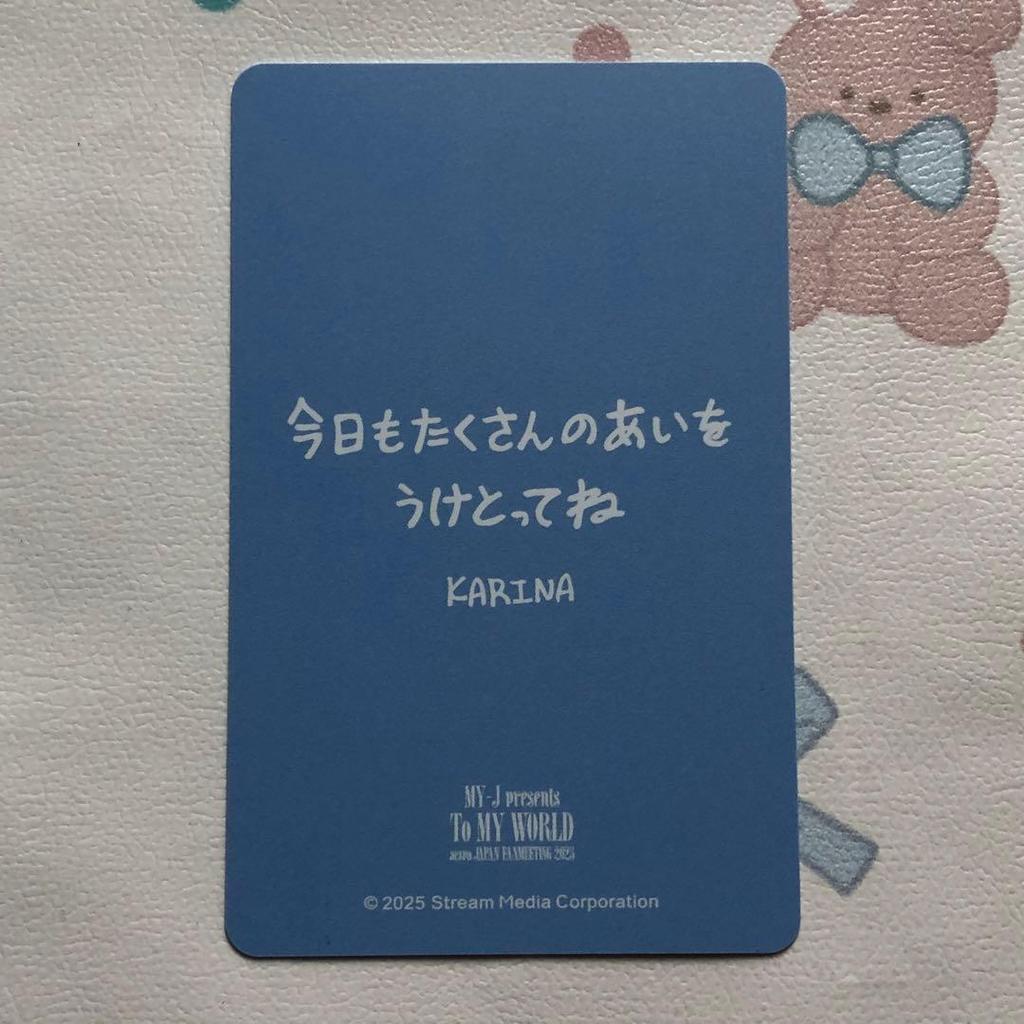 今日もたくさんのあいを
うけとってね
KARINA
MY-J presents
To MY WORLD
aespa JAPAN FANMEETING 2025
© 2025 Stream Media Corporation